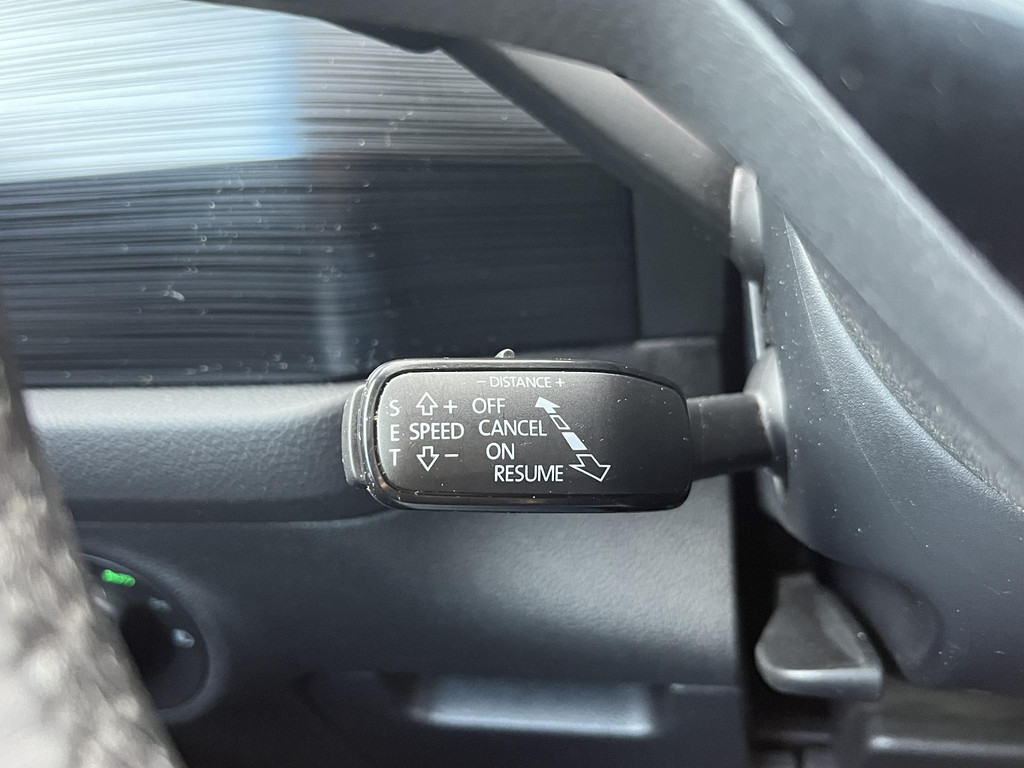 − DISTANCE +
S + OFF
E SPEED CANCEL
T − ON
RESUME